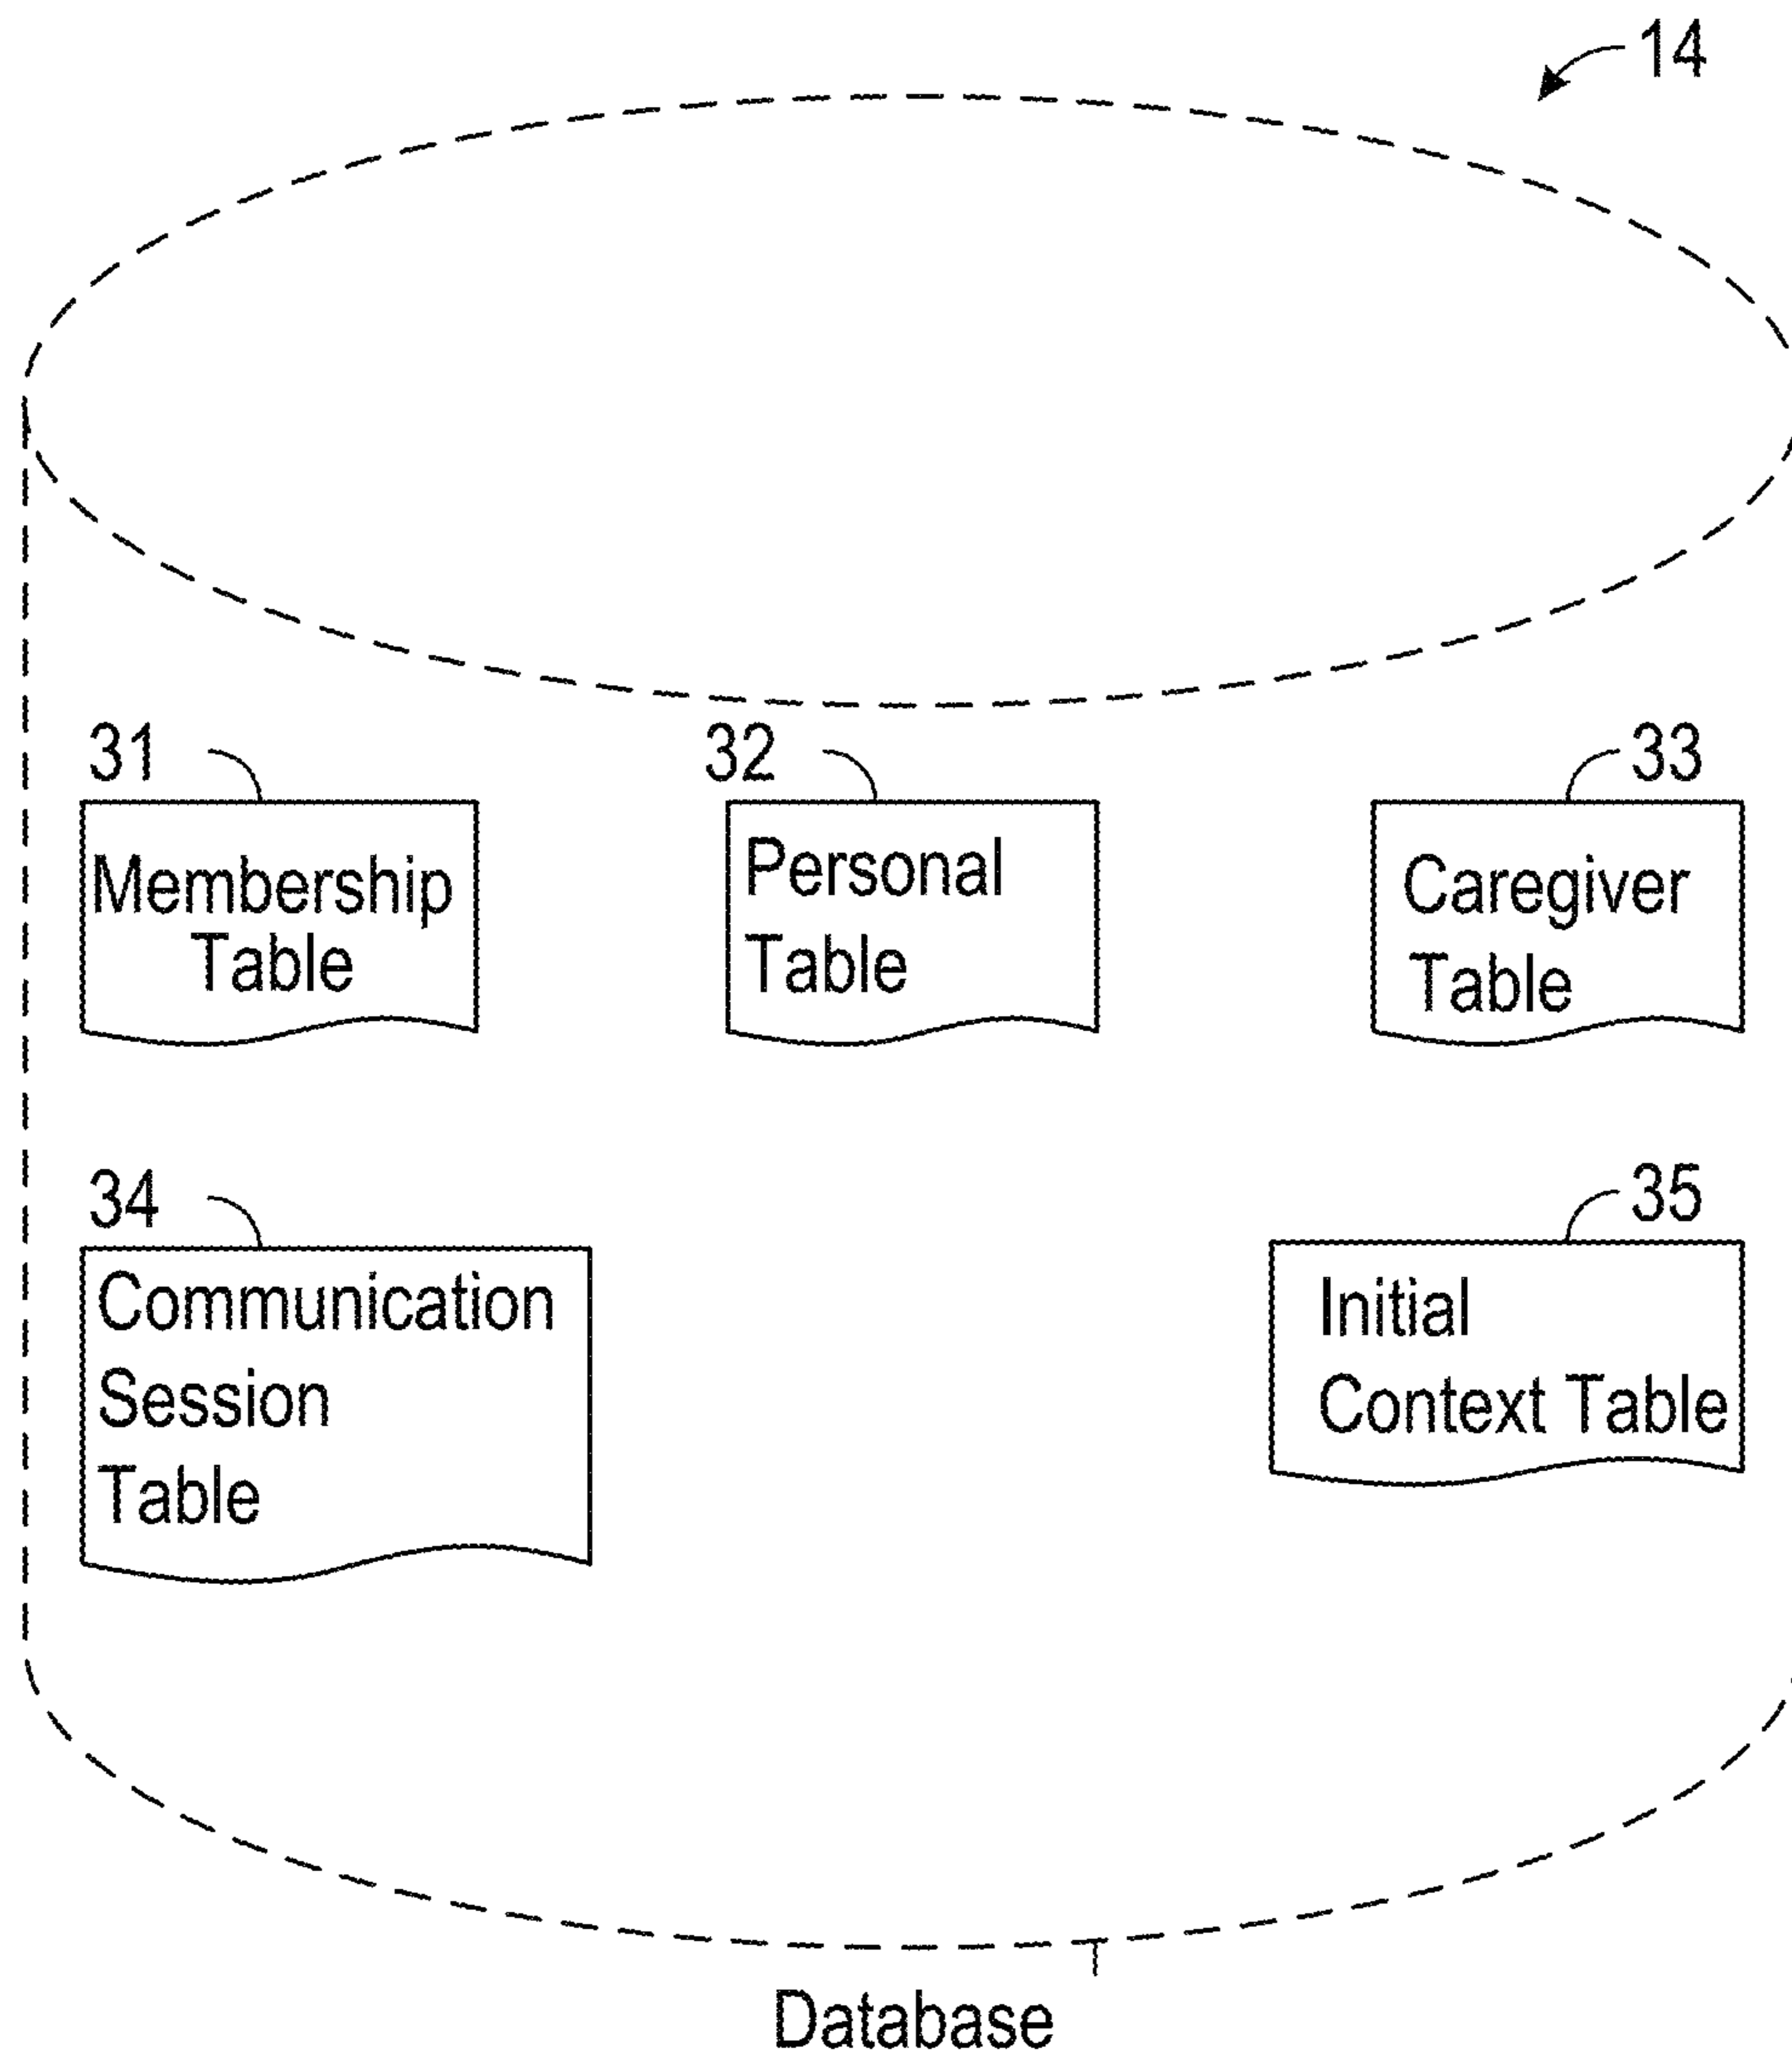 14
31
32
33
Membership
Table
Personal
Table
Caregiver
Table
34
35
Communication
Session
Table
Initial
Context Table
Database